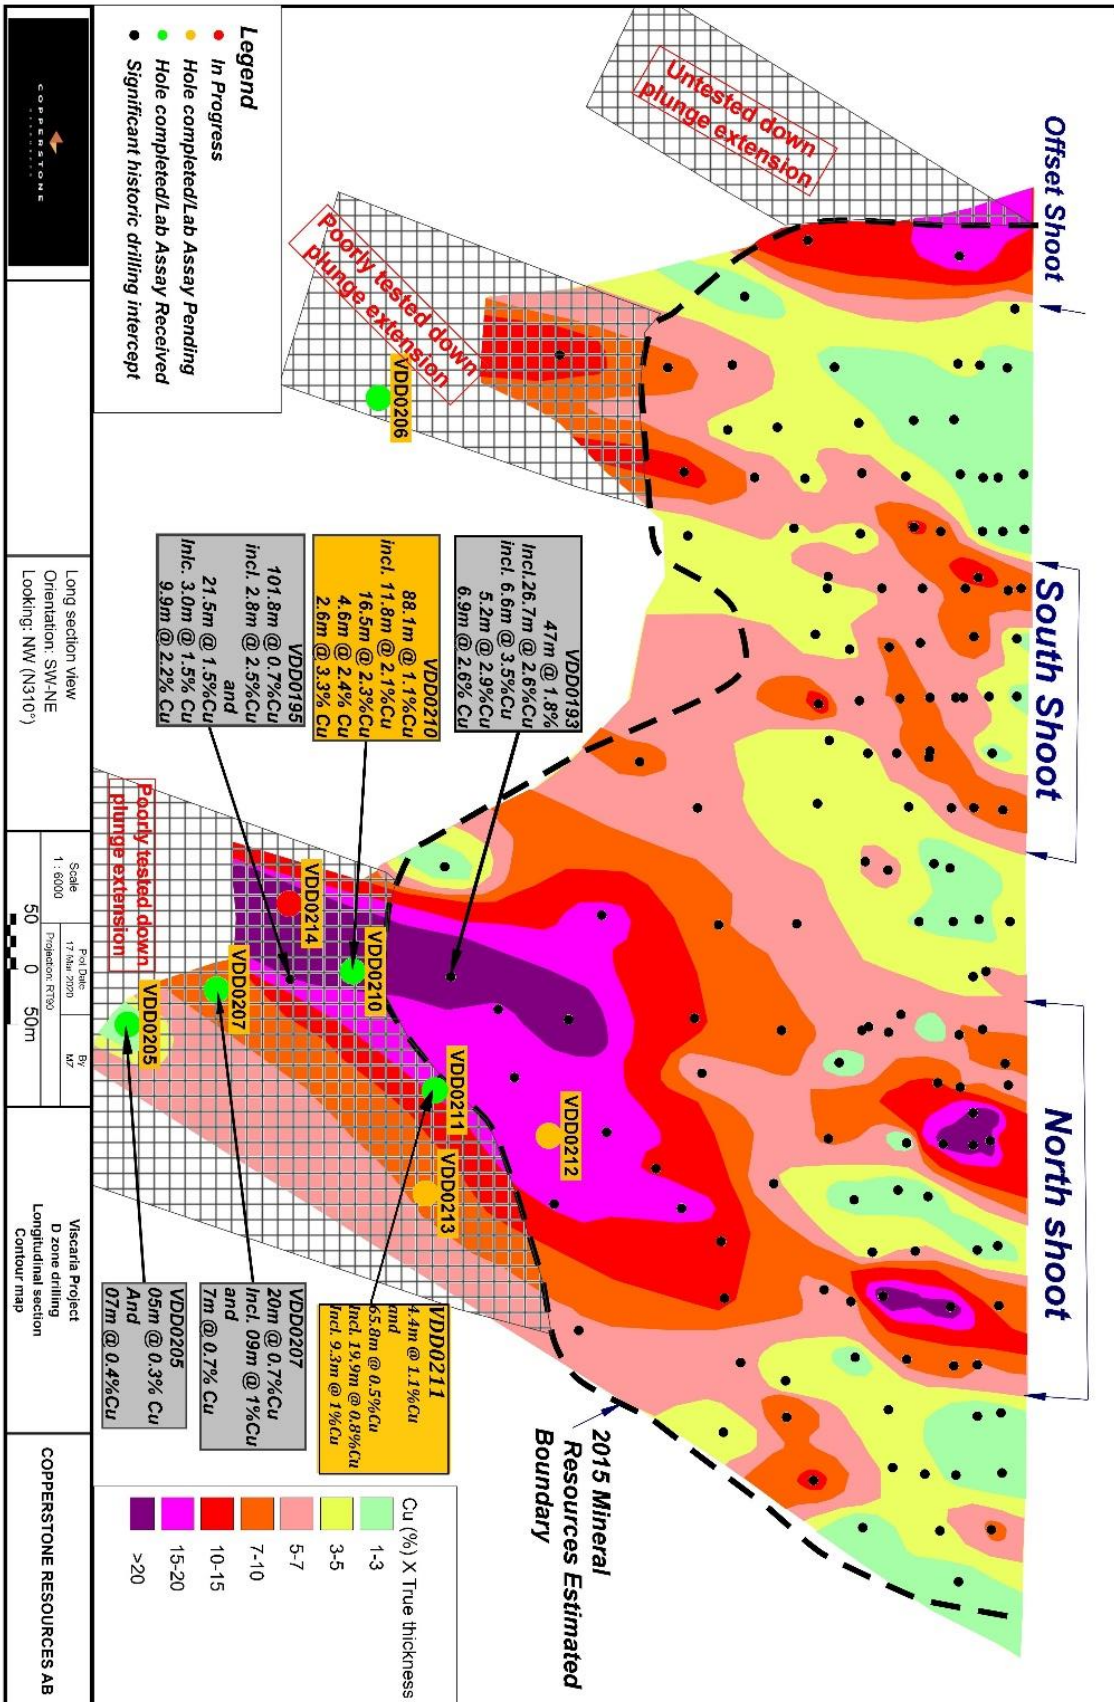 Offset Shoot
South Shoot
North shoot
Untested down
plunge extension
Poorly tested down
plunge extension
VDD0206
VDD0193
47m @ 1.8%
Incl.26.7m @ 2.6%Cu
incl. 6.6m @ 3.5%Cu
5.2m @ 2.9%Cu
6.9m @ 2.6% Cu
VDD0210
88.1m @ 1.1%Cu
incl. 11.8m @ 2.1%Cu
16.5m @ 2.3%Cu
4.6m @ 2.4% Cu
2.6m @ 3.3% Cu
VDD0195
101.8m @ 0.7%Cu
incl. 2.8m @ 2.5%Cu
and
21.5m @ 1.5%Cu
Inlc. 3.0m @ 1.5% Cu
9.9m @ 2.2% Cu
VDD0212
VDD0211
VDD0213
VDD0210
VDD0214
VDD0207
VDD0205
Poorly tested down
plunge extension
2015 Mineral
Resources Estimated
Boundary
VDD0211
4.4m @ 1.1%Cu
and
65.8m @ 0.5%Cu
Incl. 19.9m @ 0.8%Cu
Incl. 9.3m @ 1%Cu
VDD0207
20m @ 0.7%Cu
Incl. 09m @ 1%Cu
and
7m @ 0.7% Cu
VDD0205
05m @ 0.3% Cu
And
07m @ 0.4%Cu
Legend
In Progress
Hole completed/Lab Assay Pending
Hole completed/Lab Assay Received
Significant historic drilling intercept
Cu (%) X True thickness
1-3
3-5
5-7
7-10
10-15
15-20
>20
COPPERSTONE
Long section view
Orientation: SW-NE
Looking: NW (N310°)
Scale
1 : 6000
Plot Date
17 Mar 2020
By
M7
Projection: RT90
50 0 50m
Viscaria Project
D zone drilling
Longitudinal section
Contour map
COPPERSTONE RESOURCES AB